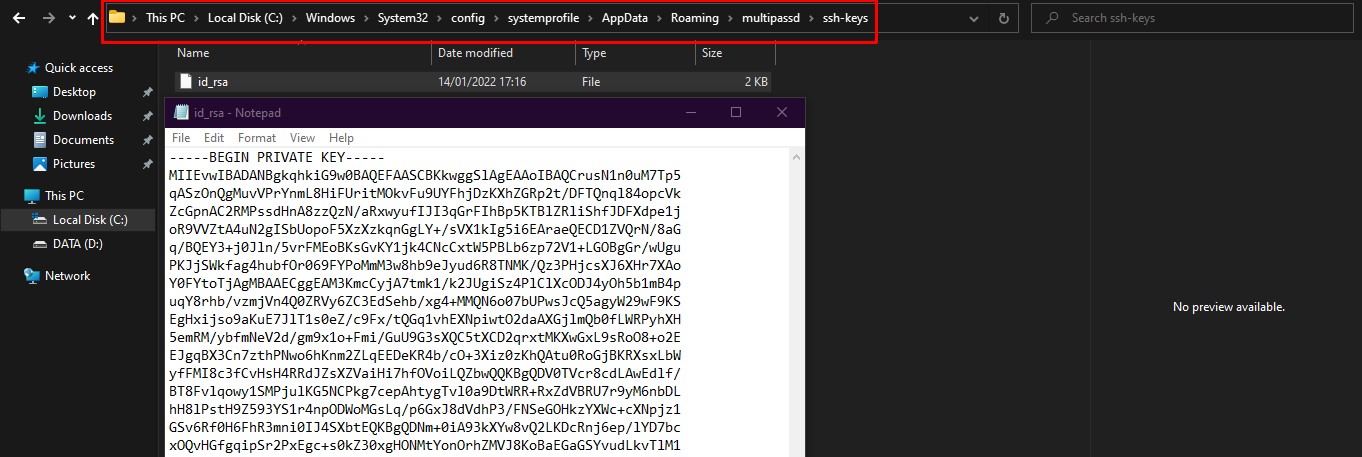 This PC > Local Disk (C:) > Windows > System32 > config > systemprofile > AppData > Roaming > multipassd > ssh-keys
Search ssh-keys
Name Date modified Type Size
Quick access
Desktop
Downloads
Documents
Pictures
This PC
Local Disk (C:)
DATA (D:)
Network
id_rsa 14/01/2022 17:16 File 2 KB
id_rsa - Notepad
File Edit Format View Help
-----BEGIN PRIVATE KEY-----
MIIEvwIBADANBgkqhkiG9w0BAQEFAASCBKkwggSlAgEAAoIBAQCrusN1n0uM7Tp5
qASzOnQgMuvVPrYnmL8HiFUritMOkvFu9UYFhjDzKXhZGRp2t/DFTQnql84opcVk
ZcGpnAC2RMPssdHnA8zzQzN/aRxwyufIJI3qGrFIhBp5KTBlZRliShfJDFXdpe1j
oR9VVZtA4uN2gISbUopoF5XzXzkqnGgLY+/sVX1kIg5i6EAraeQECD1ZVQrN/8aG
q/BQEY3+j0Jln/5vrFMEoBKsGvKY1jk4CNcCxtW5PBLb6zp72V1+LGOBgGr/wUgu
PKJjSWkfag4hubfOr069FYPoMmM3w8hb9eJyud6R8TNMK/Qz3PHjcsXJ6XHr7XAo
Y0FYtoTjAgMBAAECggEAM3KmcCyjA7tmk1/k2JUgiSz4PlClXcODJ4yOh5b1mB4p
uqY8rhb/vzmjVn4Q0ZRVy6ZC3EdSehb/xg4+MMQN6o07bUPwsJcQ5agyW29wF9KS
EgHxijso9aKuE7JlT1s0eZ/c9Fx/tQGq1vhEXNpiwtO2daAXGjlmQb0fLWRPyhXH
5emRM/ybfmNeV2d/gm9x1o+Fmi/GuU9G3sXQC5tXCD2qrxtMKXwGxL9sRoO8+o2E
EJgqBX3Cn7zthPNwo6hKnm2ZLqEEDeKR4b/cO+3Xiz0zKhQAtu0RoGjBKRXsxLbW
yfFMI8c3fCvHsH4RRdJZsXZVaiHi7hfOVoiLQZbwQQKBgQDV0TVcr8cdLAwEdlf/
BT8Fvlqowy1SMPjulKG5NCPkg7cepAhtygTvl0a9DtWRR+RxZdVBRU7r9yM6nbDL
hH8lPstH9Z593YS1r4npODWoMGsLq/p6GxJ8dVdhP3/FNSeGOHkzYXWc+cXNpjz1
GSv6Rf0H6FhR3mni0IJ4SXbtEQKBgQDNm+0iA93kXYw8vQ2LKDcRnj6ep/lYD7bc
xOQvHGfgqipSr2PxEgc+s0kZ30xgHONMtYonOrhZMVJ8KoBaEGaGSYvudLkvTlM1
No preview available.